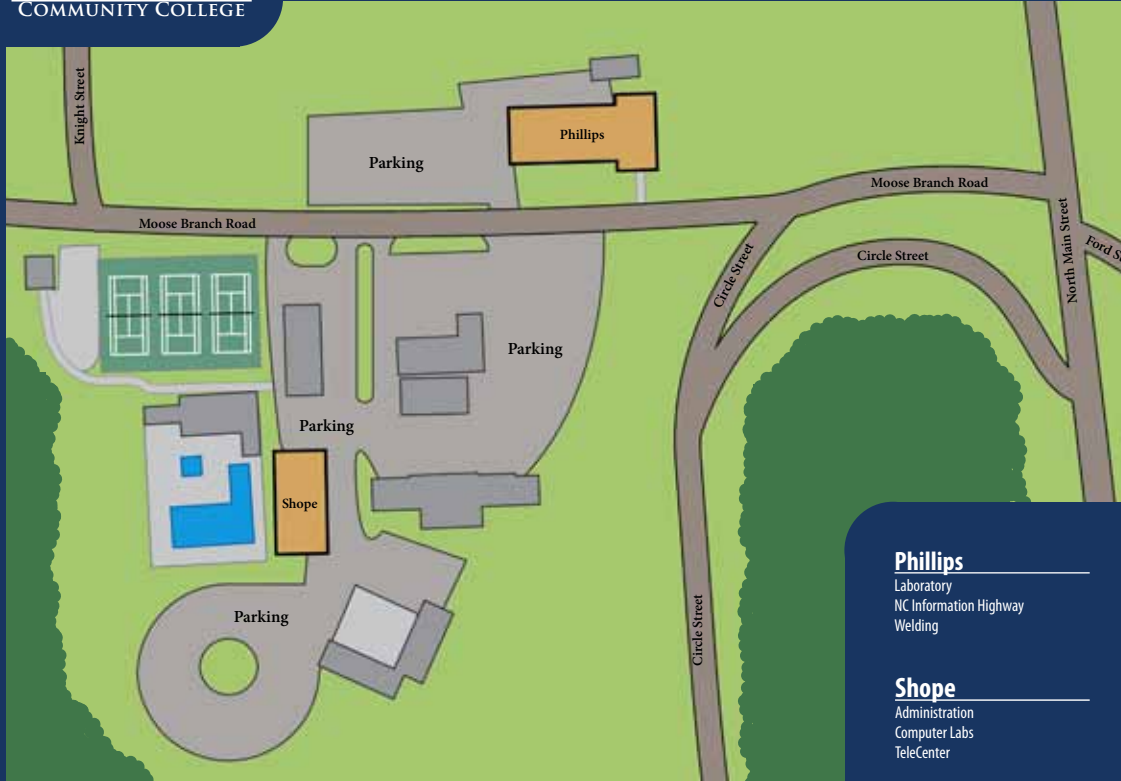 COMMUNITY COLLEGE
Knight Street
Phillips
Parking
Moose Branch Road
Moose Branch Road
Circle Street
Circle Street
North Main Street
Ford
Parking
Parking
Shope
Parking
Circle Street
Phillips
Laboratory
NC Information Highway
Welding
Shope
Administration
Computer Labs
TeleCenter